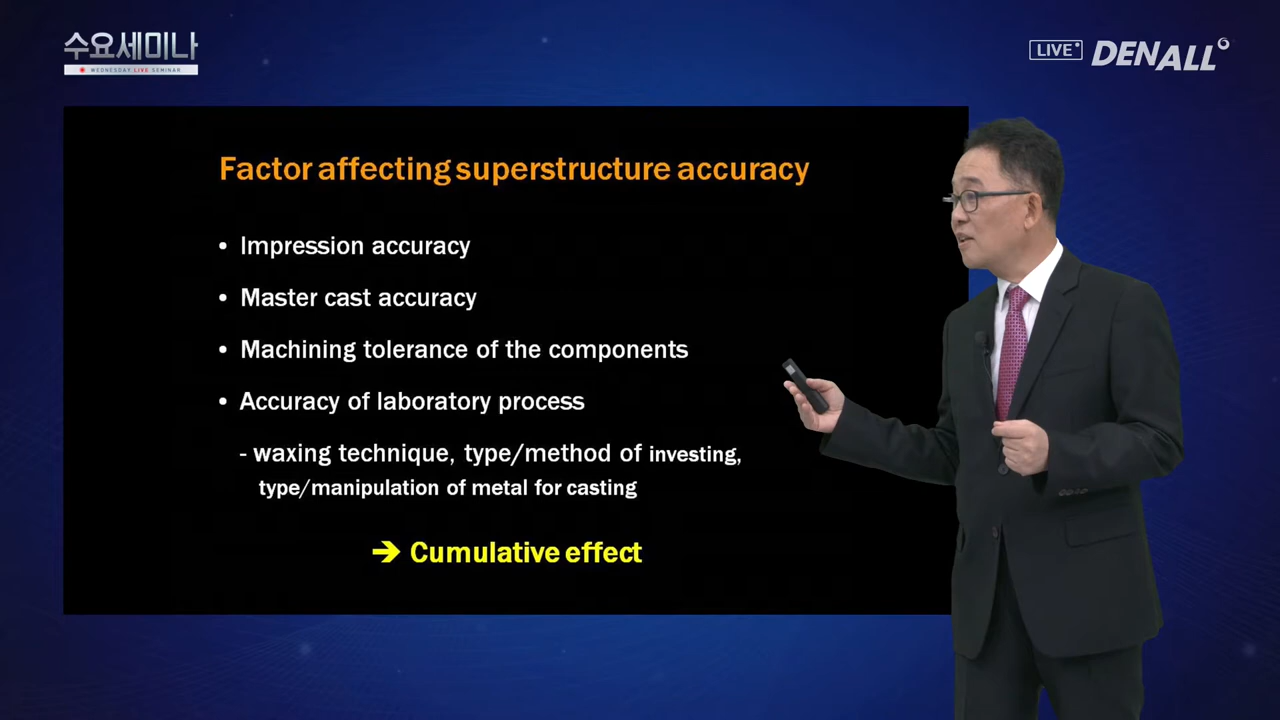 수요세미나
WEDNESDAY LIVE SEMINAR
LIVE
DENALL
Factor affecting superstructure accuracy
• Impression accuracy
• Master cast accuracy
• Machining tolerance of the components
• Accuracy of laboratory process
- waxing technique, type/method of investing,
type/manipulation of metal for casting
➔ Cumulative effect